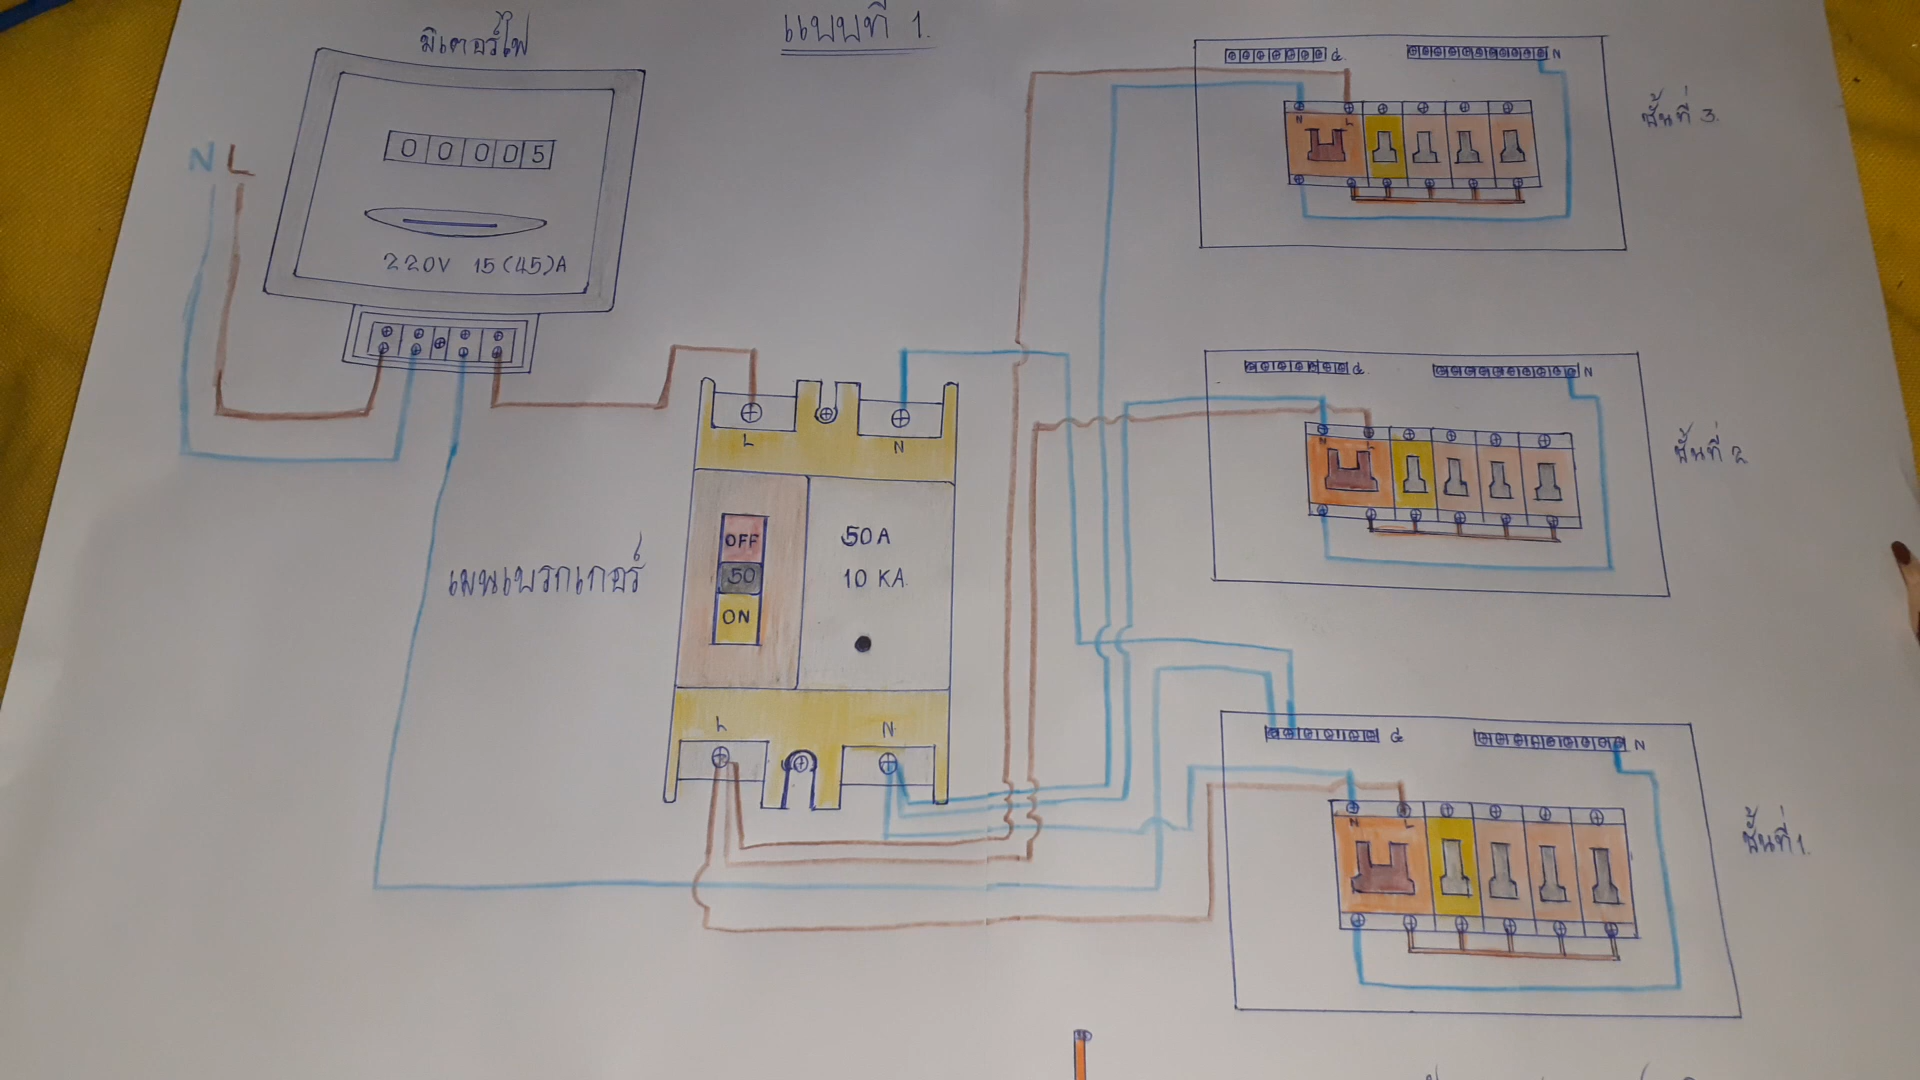 แบบที่ 1.
มิเตอร์ไฟ
N L
00005
220V 15(45)A
L N
OFF
50
ON
50A
10 KA.
L N
เมนเบรกเกอร์
G N
N L
ชั้นที่ 3.
G N
N L
ชั้นที่ 2
G N
N L
ชั้นที่ 1.